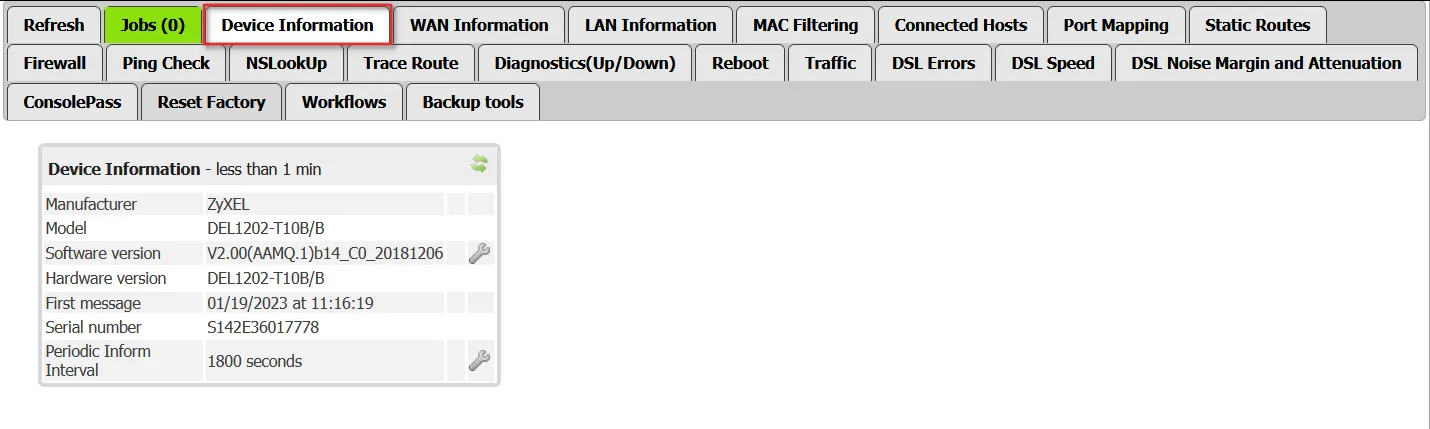 Refresh Jobs (0) Device Information WAN Information LAN Information MAC Filtering Connected Hosts Port Mapping Static Routes
Firewall Ping Check NSLookUp Trace Route Diagnostics(Up/Down) Reboot Traffic DSL Errors DSL Speed DSL Noise Margin and Attenuation
ConsolePass Reset Factory Workflows Backup tools
Device Information - less than 1 min
Manufacturer ZyXEL
Model DEL1202-T10B/B
Software version V2.00(AAMQ.1)b14_C0_20181206
Hardware version DEL1202-T10B/B
First message 01/19/2023 at 11:16:19
Serial number S142E36017778
Periodic Inform
Interval 1800 seconds